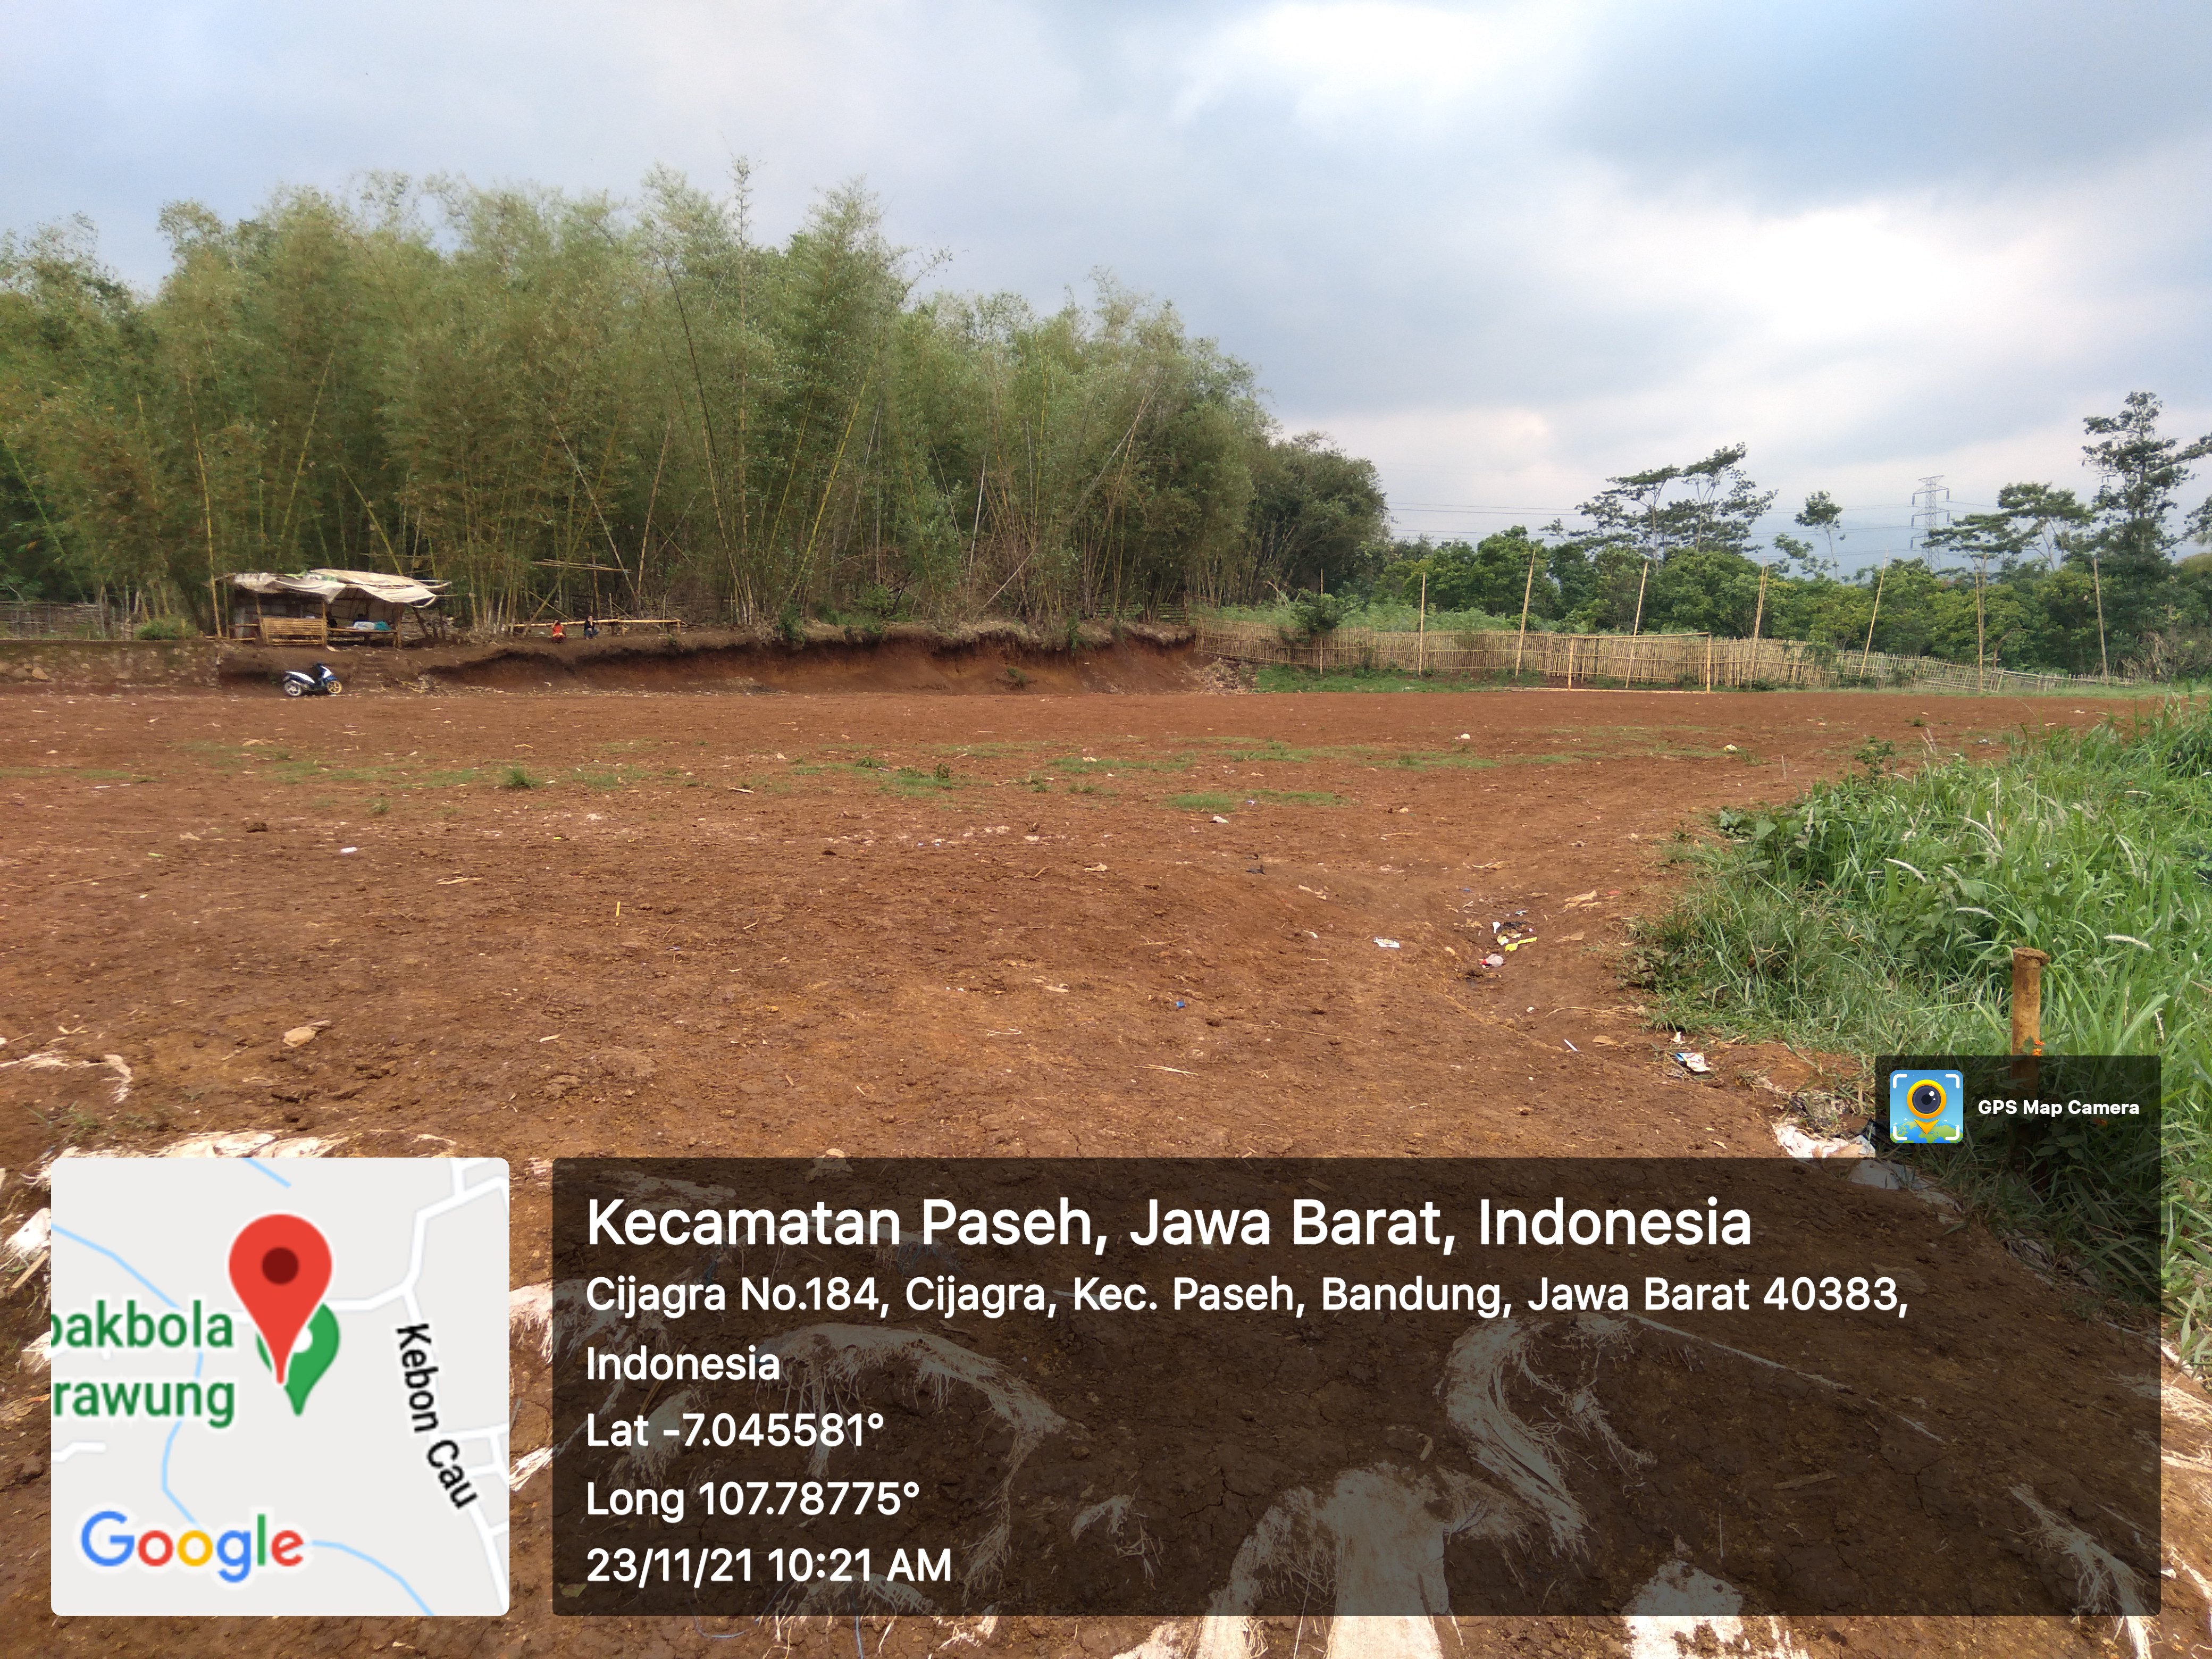 GPS Map Camera
Kecamatan Paseh, Jawa Barat, Indonesia
Cijagra No.184, Cijagra, Kec. Paseh, Bandung, Jawa Barat 40383,
Indonesia
Lat -7.045581°
Long 107.78775°
23/11/21 10:21 AM
pakbola
rawung
Kebon Cau
Google